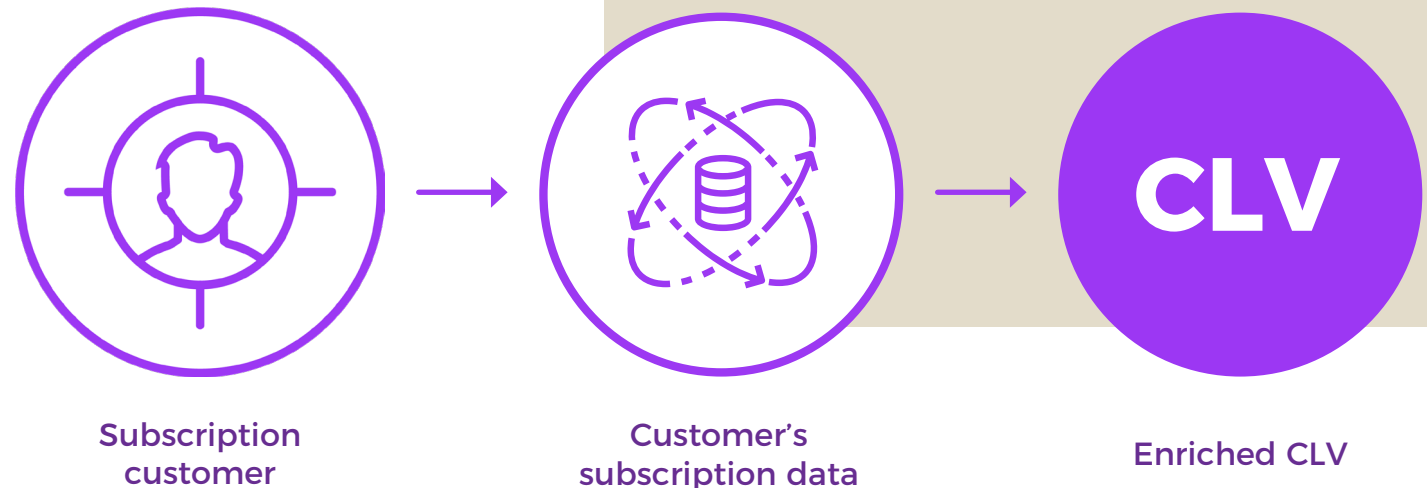 CLV
Subscription
customer
Customer’s
subscription data
Enriched CLV